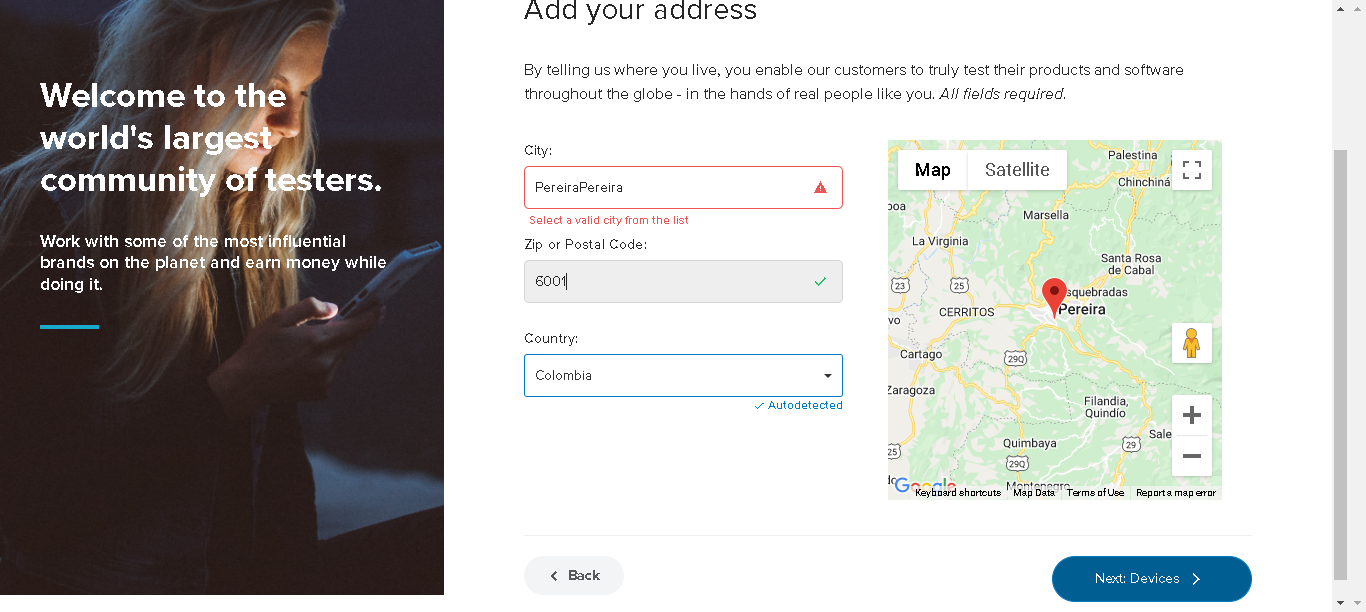 Add your address
Welcome to the
world's largest
community of testers.
Work with some of the most influential
brands on the planet and earn money while
doing it.
By telling us where you live, you enable our customers to truly test their products and software
throughout the globe - in the hands of real people like you. All fields required.
City:
PereiraPereira
Select a valid city from the list
Zip or Postal Code:
6001
Country:
Colombia
Autodetected
Map
Satellite
Palestina
Chinchiná
boa
Marsella
La Virginia
Santa Rosa
de Cabal
23
25
squebradas
CERRITOS
Pereira
vo
Cartago
29Q
Zaragoza
Filandia,
Quindío
Quimbaya
29
Sale
25
29Q
Montenegro
do
Google
Keyboard shortcuts
Map Data
Terms of Use
Report a map error
Back
Next: Devices